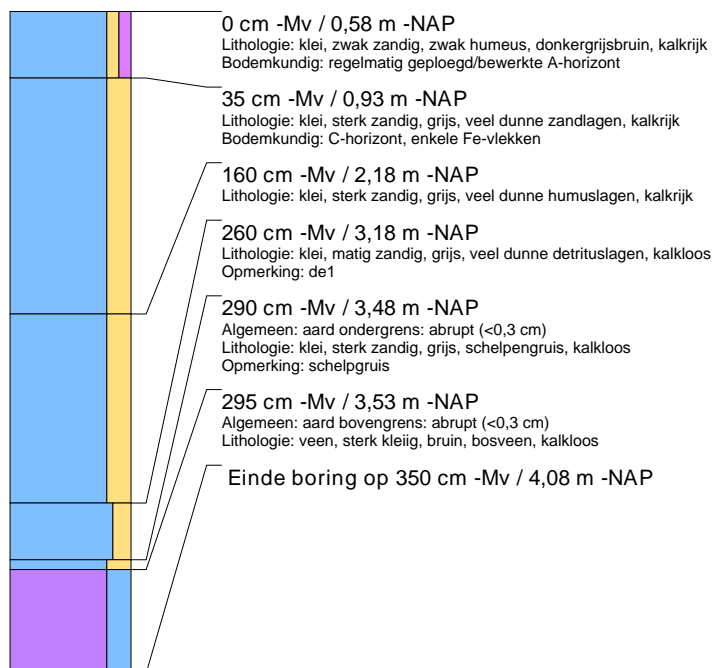 0 cm -Mv / 0,58 m -NAP
Lithologie: klei, zwak zandig, zwak humeus, donkergrijsbruin, kalkrijk
Bodemkundig: regelmatig geploegd/bewerkte A-horizont
35 cm -Mv / 0,93 m -NAP
Lithologie: klei, sterk zandig, grijs, veel dunne zandlagen, kalkrijk
Bodemkundig: C-horizont, enkele Fe-vlekken
160 cm -Mv / 2,18 m -NAP
Lithologie: klei, sterk zandig, grijs, veel dunne humuslagen, kalkrijk
260 cm -Mv / 3,18 m -NAP
Lithologie: klei, matig zandig, grijs, veel dunne detrituslagen, kalkloos
Opmerking: de1
290 cm -Mv / 3,48 m -NAP
Algemeen: aard ondergrens: abrupt (<0,3 cm)
Lithologie: klei, sterk zandig, grijs, schelpengruis, kalkloos
Opmerking: schelpgruis
295 cm -Mv / 3,53 m -NAP
Algemeen: aard bovengrens: abrupt (<0,3 cm)
Lithologie: veen, sterk kleiig, bruin, bosveen, kalkloos
Einde boring op 350 cm -Mv / 4,08 m -NAP